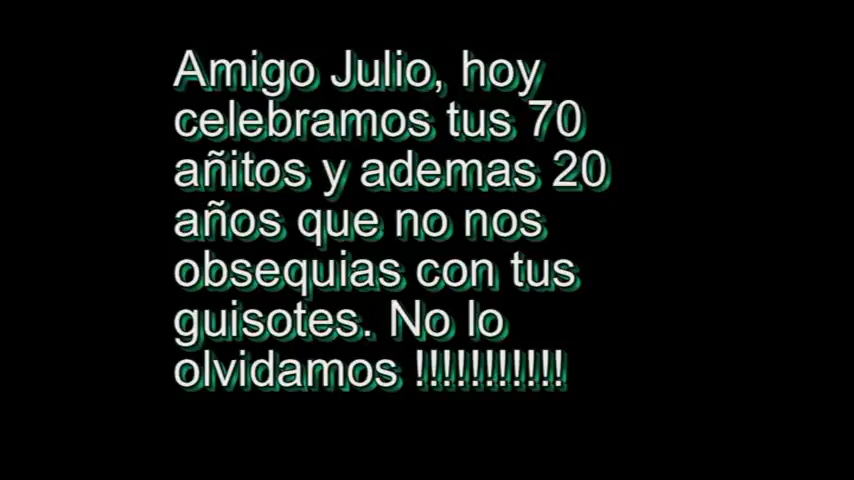 Amigo Julio, hoy
celebramos tus 70
añitos y ademas 20
años que no nos
obsequias con tus
guisotes. No lo
olvidamos !!!!!!!!!!!